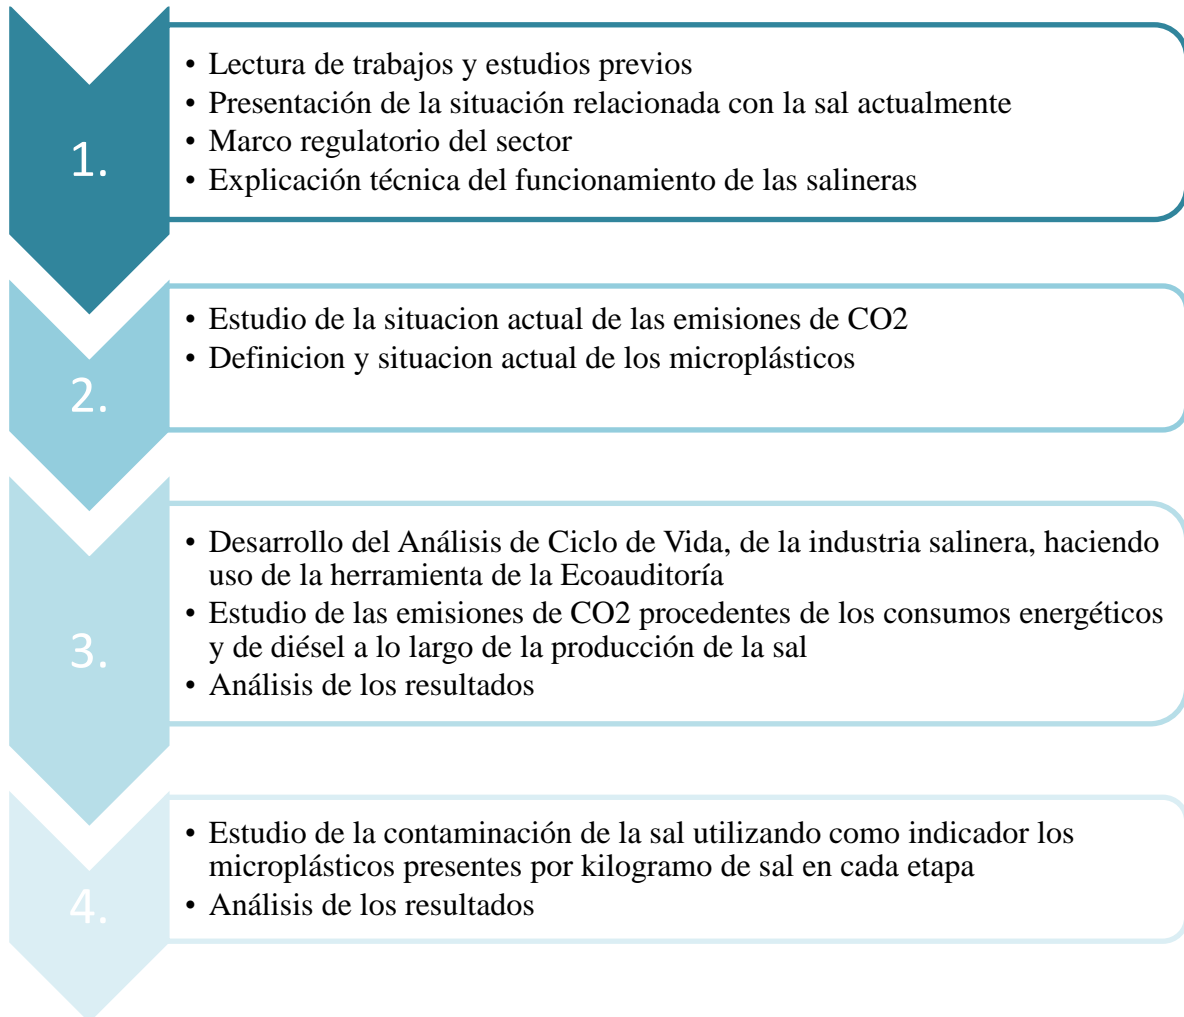 1.
• Lectura de trabajos y estudios previos
• Presentación de la situación relacionada con la sal actualmente
• Marco regulatorio del sector
• Explicación técnica del funcionamiento de las salineras
2.
• Estudio de la situacion actual de las emisiones de CO2
• Definicion y situacion actual de los microplásticos
3.
• Desarrollo del Análisis de Ciclo de Vida, de la industria salinera, haciendo
uso de la herramienta de la Ecoauditoría
• Estudio de las emisiones de CO2 procedentes de los consumos energéticos
y de diésel a lo largo de la producción de la sal
• Análisis de los resultados
4.
• Estudio de la contaminación de la sal utilizando como indicador los
microplásticos presentes por kilogramo de sal en cada etapa
• Análisis de los resultados